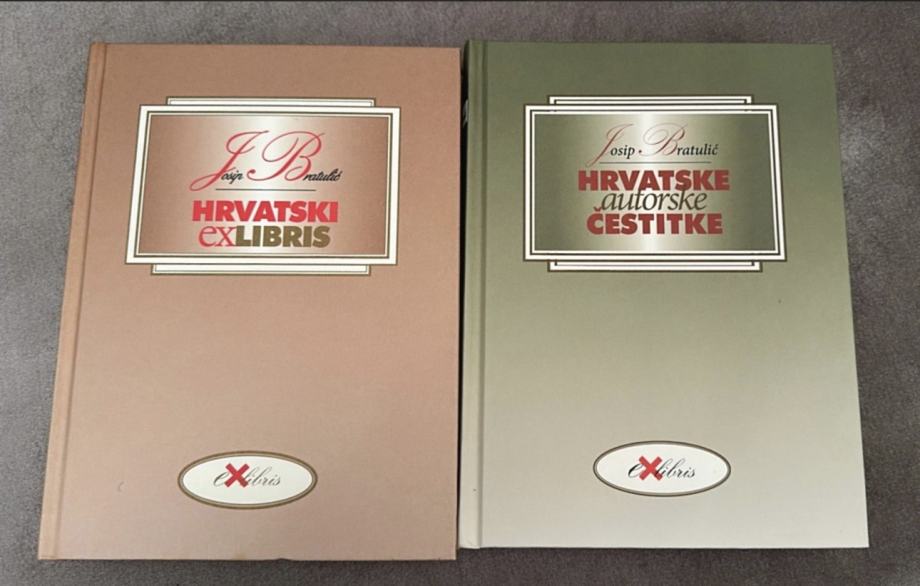 Josip Bratulić
HRVATSKI
exLIBRIS
exlibris
Josip Bratulić
HRVATSKE
autorske
ČESTITKE
exlibris